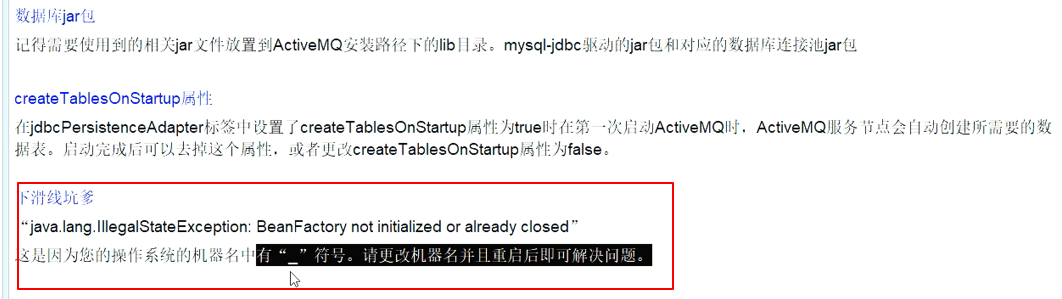 数据库jar包
记得需要使用到的相关jar文件放置到ActiveMQ安装路径下的lib目录。mysql-jdbc驱动的jar包和对应的数据库连接池jar包
createTablesOnStartup属性
在jdbcPersistenceAdapter标签中设置了createTablesOnStartup属性为true时在第一次启动ActiveMQ时，ActiveMQ服务节点会自动创建所需要的数
据表。启动完成后可以去掉这个属性，或者更改createTablesOnStartup属性为false。
下滑线坑爹
“java.lang.IllegalStateException: BeanFactory not initialized or already closed”
这是因为您的操作系统的机器名中有“_”符号。请更改机器名并且重启后即可解决问题。